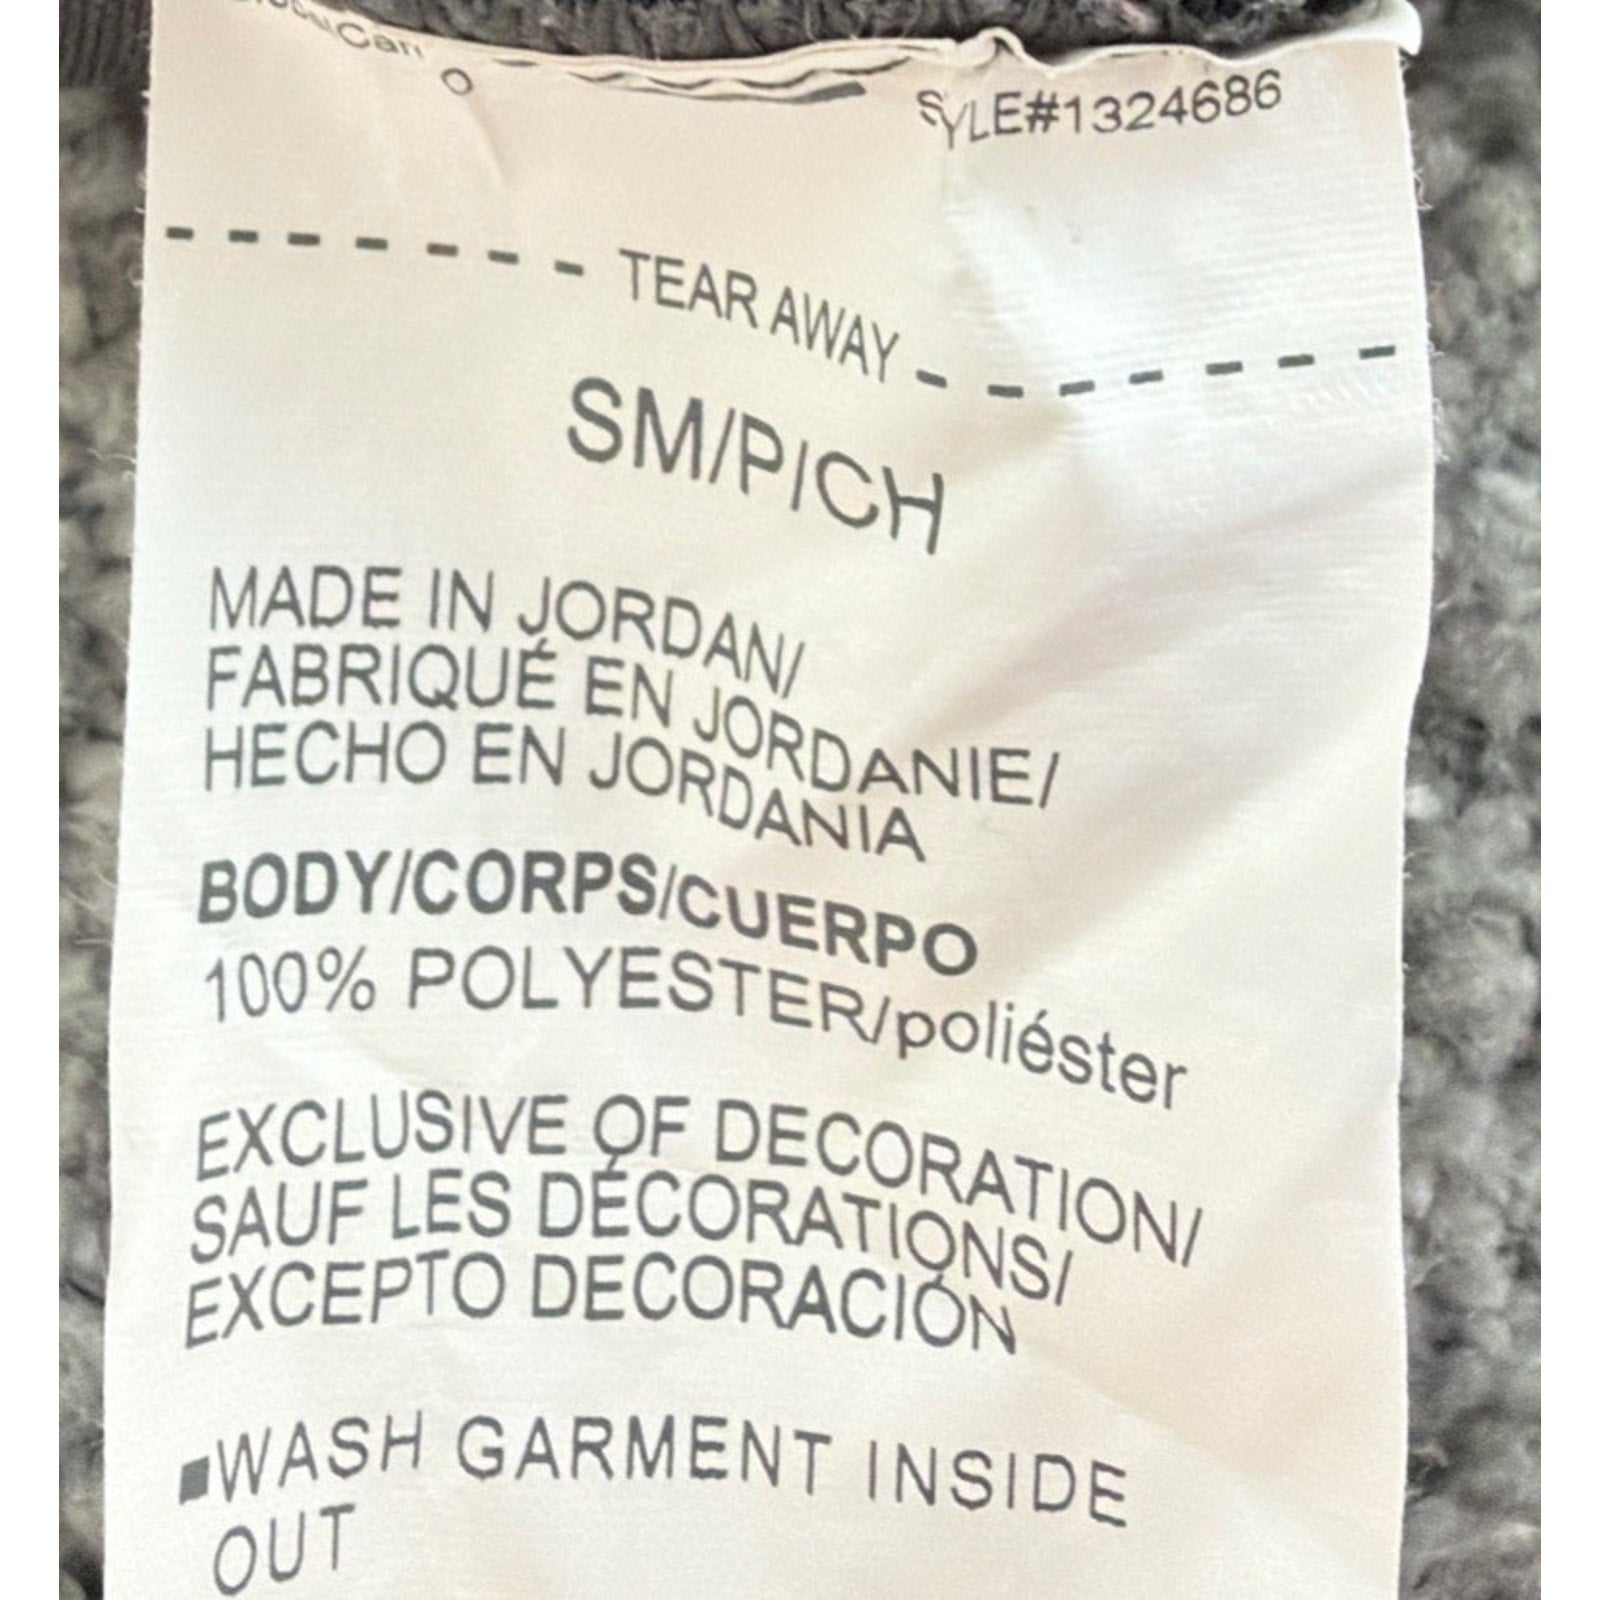 STYLE#1324686
TEAR AWAY
SM/P/CH
MADE IN JORDAN/
FABRIQUÉ EN JORDANIE/
HECHO EN JORDANIA
BODY/CORPS/CUERPO
100% POLYESTER/poliéster
EXCLUSIVE OF DECORATION/
SAUF LES DÉCORATIONS/
EXCEPTO DECORACIÓN
WASH GARMENT INSIDE
OUT